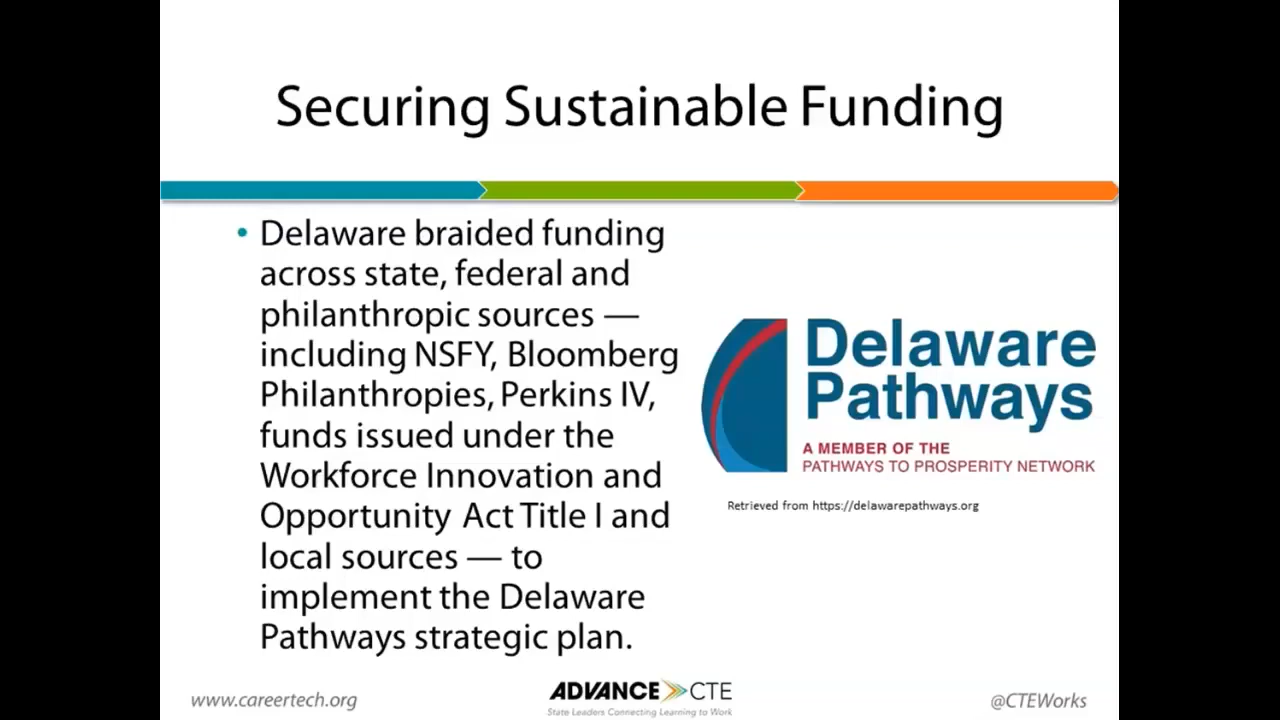 Securing Sustainable Funding
• Delaware braided funding
across state, federal and
philanthropic sources —
including NSFY, Bloomberg
Philanthropies, Perkins IV,
funds issued under the
Workforce Innovation and
Opportunity Act Title I and
local sources — to
implement the Delaware
Pathways strategic plan.
Delaware
Pathways
A MEMBER OF THE
PATHWAYS TO PROSPERITY NETWORK
Retrieved from https://delawarepathways.org
www.careertech.org
ADVANCE CTE
State Leaders Connecting Learning to Work
@CTEWorks